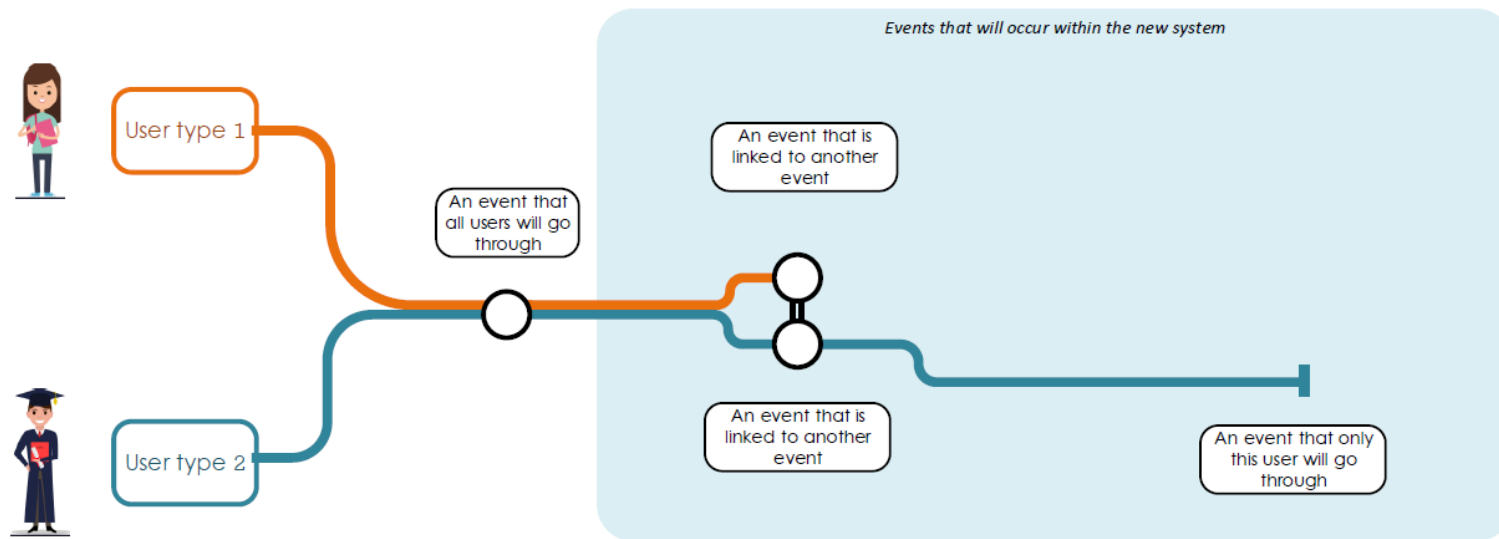 Events that will occur within the new system
User type 1
An event that
linked to another
event
An event that
all users will go
through
User type 2
An event that is
linked to another
event
An event that only
this user will go
through